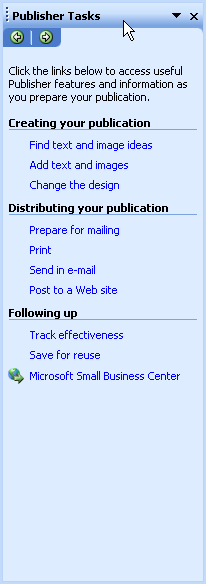 Publisher Tasks
Click the links below to access useful
Publisher features and information as
you prepare your publication.
Creating your publication
Find text and image ideas
Add text and images
Change the design
Distributing your publication
Prepare for mailing
Print
Send in e-mail
Post to a Web site
Following up
Track effectiveness
Save for reuse
Microsoft Small Business Center